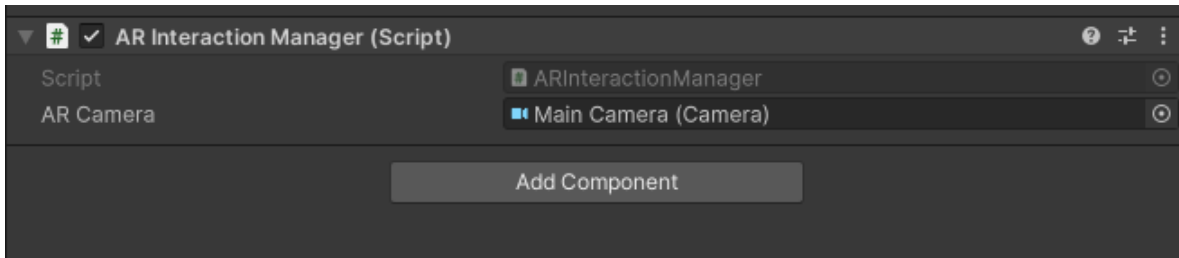 # AR Interaction Manager (Script)
Script # ARInteractionManager
AR Camera Main Camera (Camera)
Add Component